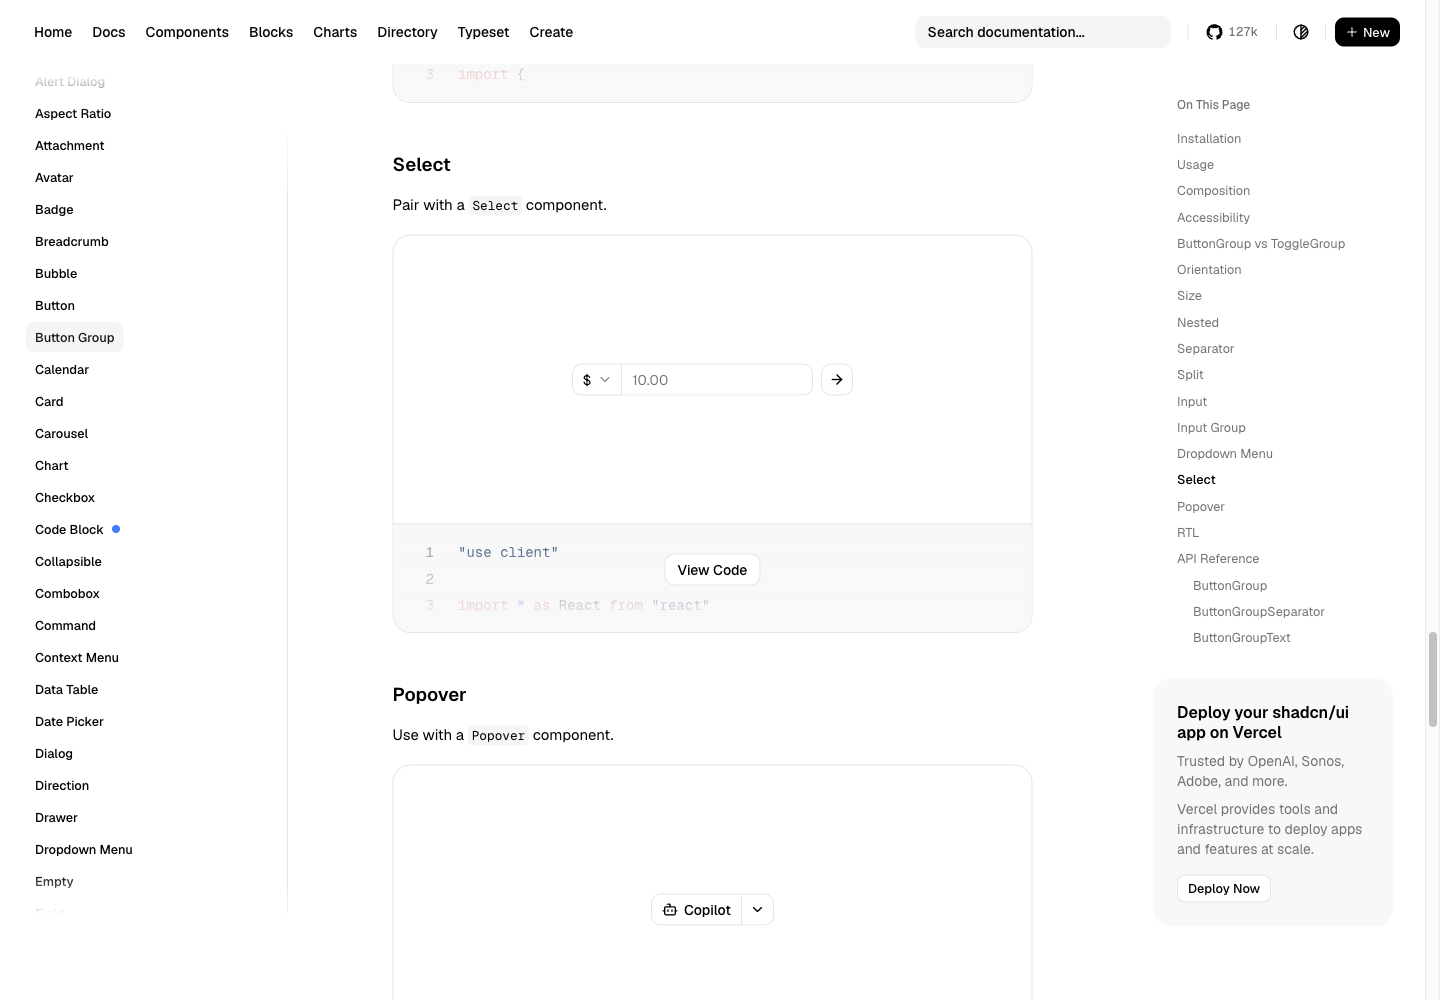 Home Docs Components Blocks Charts Directory Typeset Create
Search documentation...
127k
New
Alert Dialog
Aspect Ratio
Attachment
Avatar
Badge
Breadcrumb
Bubble
Button
Button Group
Calendar
Card
Carousel
Chart
Checkbox
Code Block
Collapsible
Combobox
Command
Context Menu
Data Table
Date Picker
Dialog
Direction
Drawer
Dropdown Menu
Empty
3 import {
Select
Pair with a Select component.
$ 10.00
1 "use client"
2
3 import * as React from "react"
View Code
Popover
Use with a Popover component.
Copilot
On This Page
Installation
Usage
Composition
Accessibility
ButtonGroup vs ToggleGroup
Orientation
Size
Nested
Separator
Split
Input
Input Group
Dropdown Menu
Select
Popover
RTL
API Reference
ButtonGroup
ButtonGroupSeparator
ButtonGroupText
Deploy your shadcn/ui
app on Vercel
Trusted by OpenAI, Sonos,
Adobe, and more.
Vercel provides tools and
infrastructure to deploy apps
and features at scale.
Deploy Now